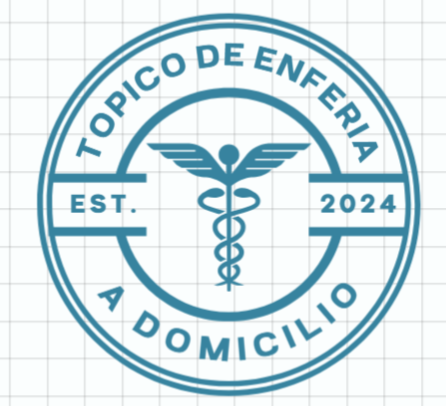 TOPICO DE ENFERIA
EST. 2024
A DOMICILIO